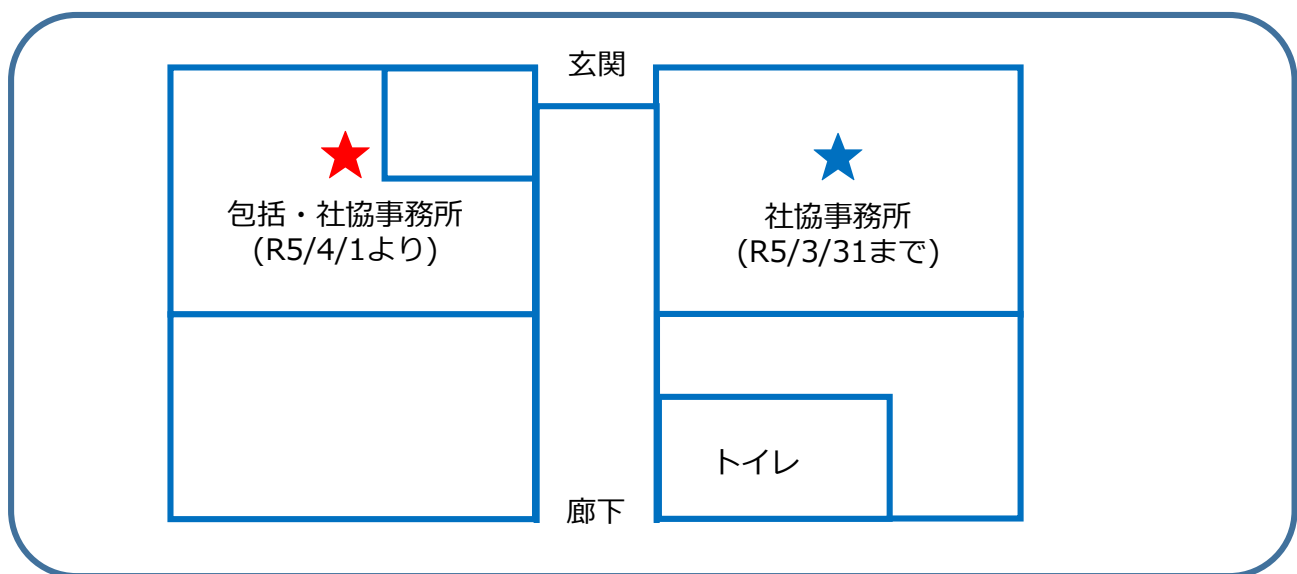 玄関
包括・社協事務所
(R5/4/1より)
社協事務所
(R5/3/31まで)
トイレ
廊下